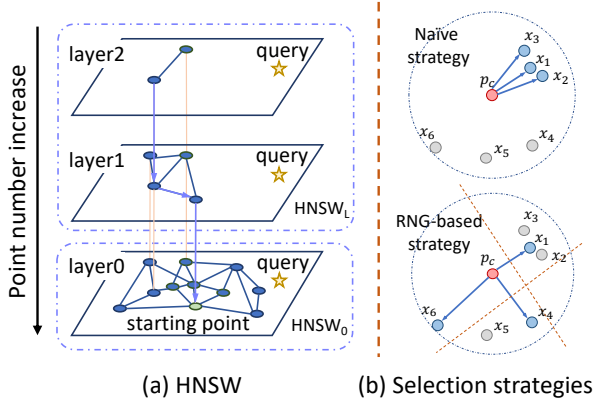 Point number increase
layer2
query
layer1
query
HNSW_L
layer0
query
starting point
HNSW_0
(a) HNSW
Naïve
strategy
x_3
x_1
x_2
p_c
x_6
x_5
x_4
RNG-based
strategy
x_3
x_1
x_2
p_c
x_6
x_5
x_4
(b) Selection strategies